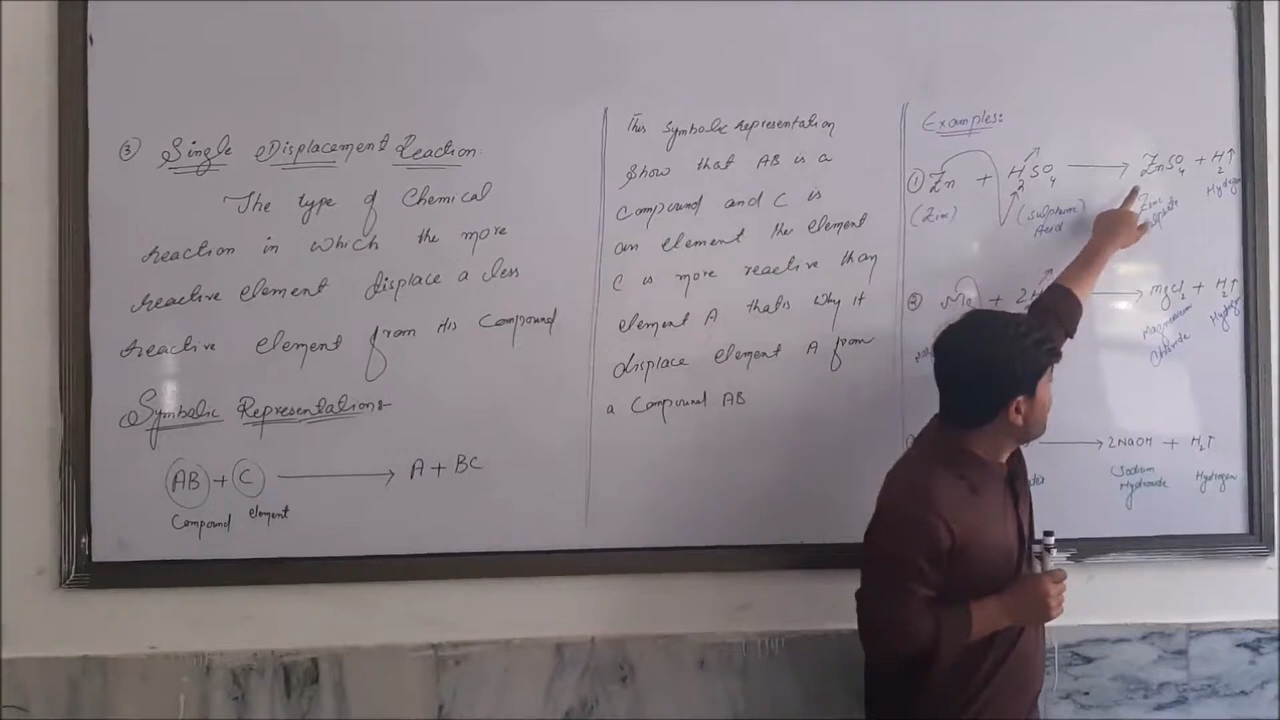 ③ Single Displacement Reaction.
The type of Chemical
reaction in which the more
reactive element displace a less
reactive element from His Compound
Symbolic Representations
AB + C ⟶ A + BC
Compound element
This Symbolic representation
Show that AB is a
Compound and C is
an element the element
C is more reactive than
element A that's why it
displace element A from
a Compound AB
Examples:
① Zn + H2SO4 ⟶ ZnSO4 + H2↑
(Zinc) (Sulphuric Acid) Zinc Sulphate Hydrogen
② + 2H ⟶ MgCl2 + H2↑
Magnesium Chloride Hydrogen
⟶ 2NaOH + H2↑
Sodium Hydroxide Hydrogen